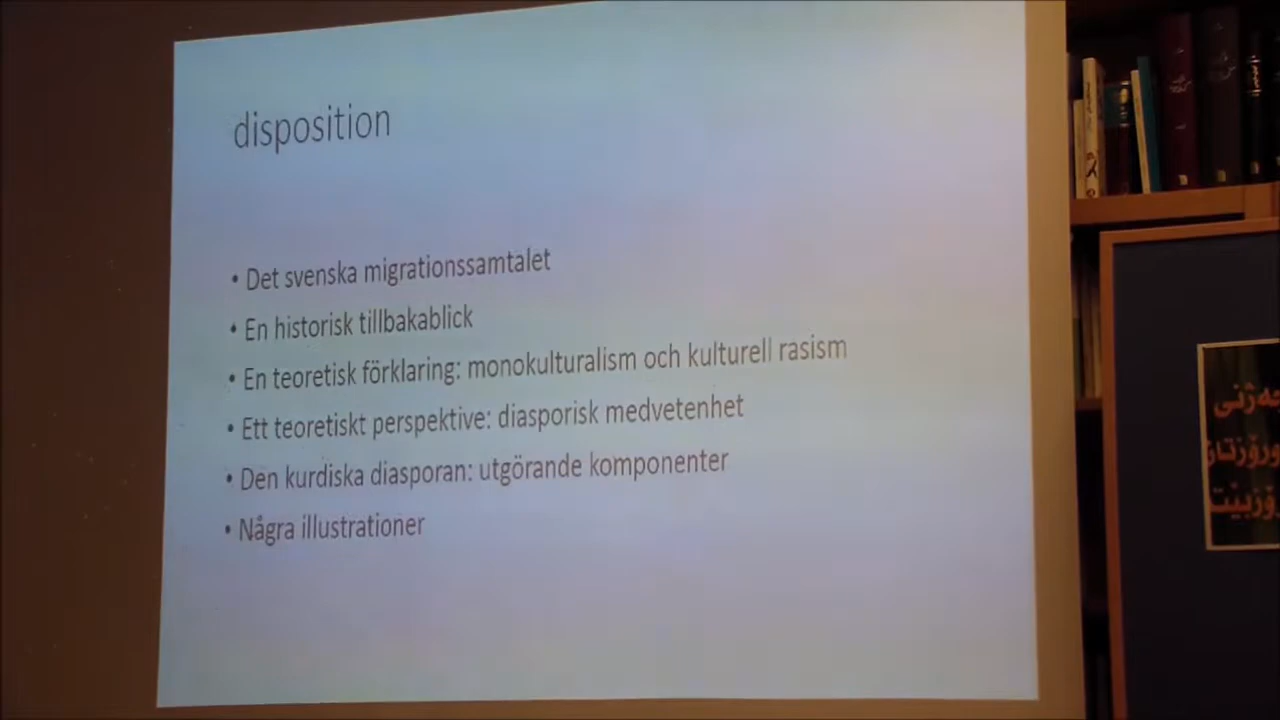 disposition
• Det svenska migrationssamtalet
• En historisk tillbakablick
• En teoretisk förklaring: monokulturalism och kulturell rasism
• Ett teoretiskt perspektive: diasporisk medvetenhet
• Den kurdiska diasporan: utgörande komponenter
• Några illustrationer